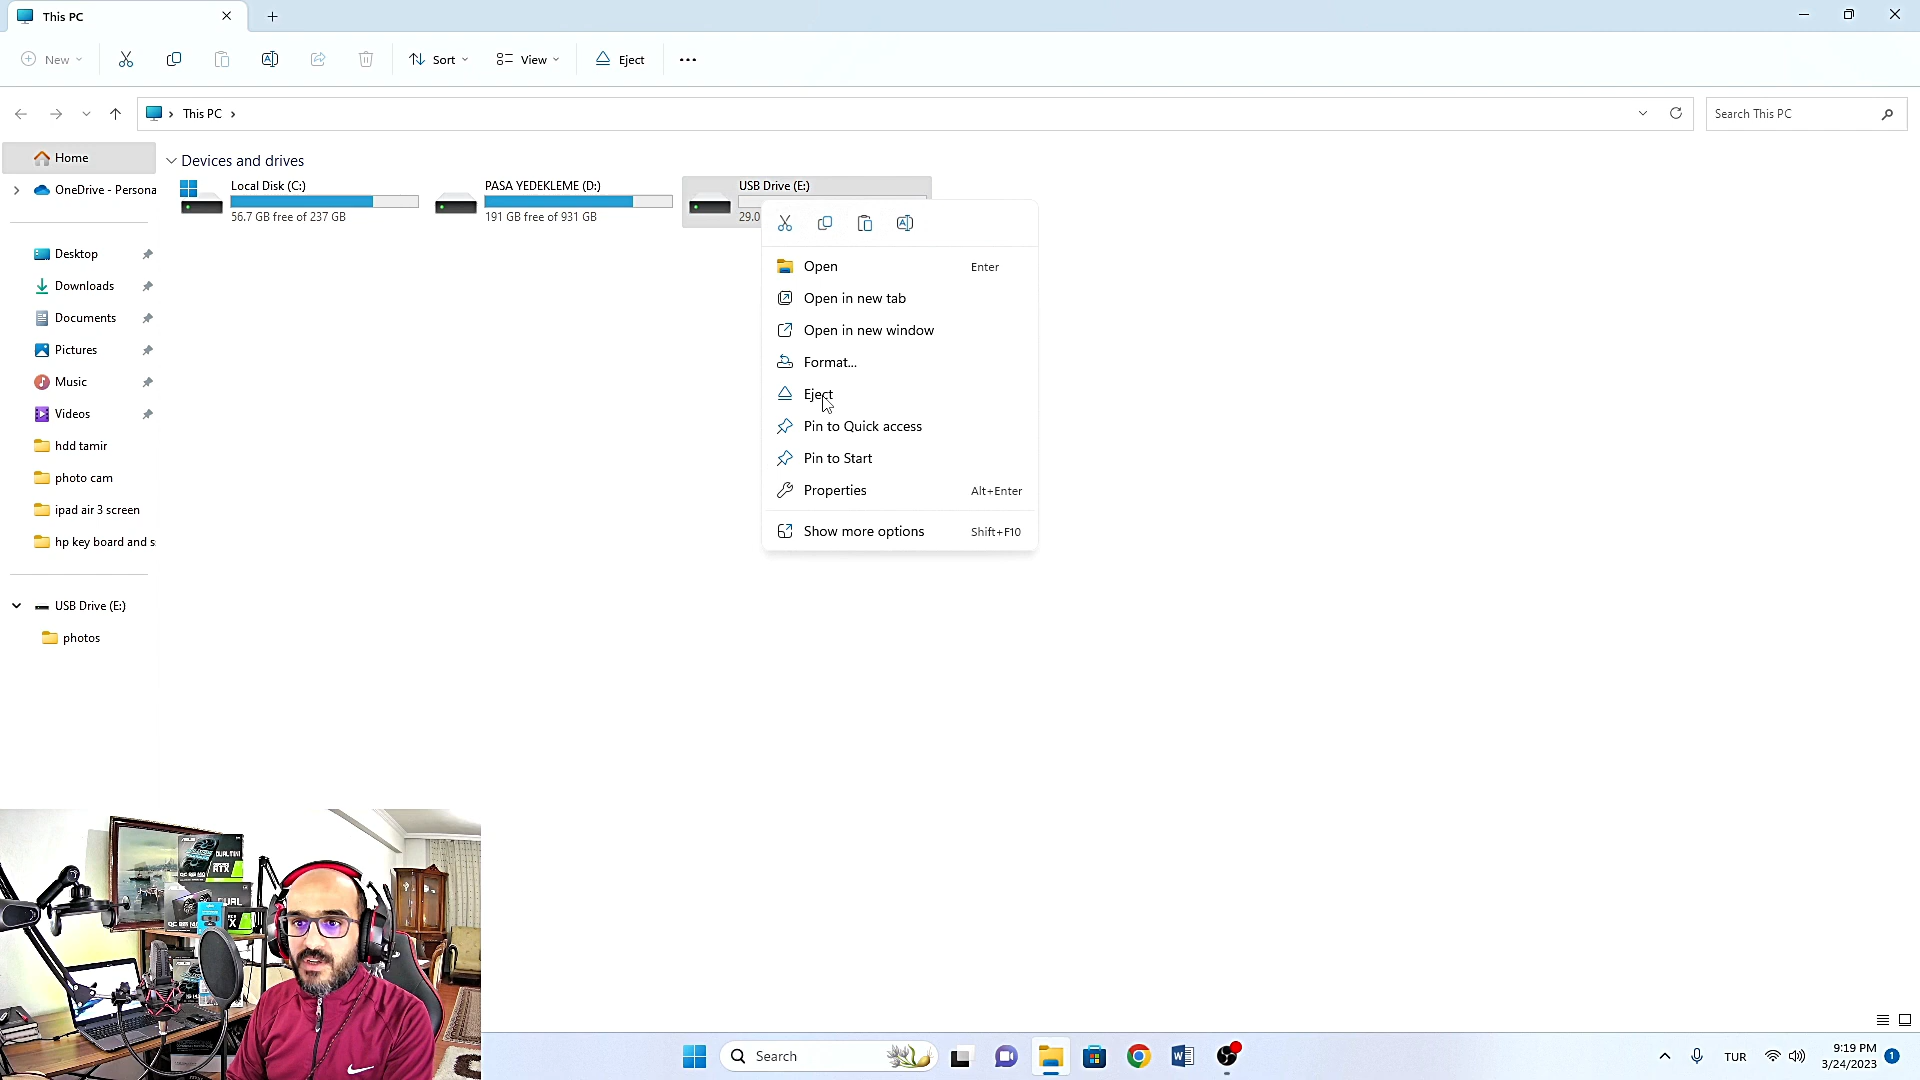 This PC
New
Sort
View
Eject
This PC
Search This PC
Home
OneDrive - Persona
Desktop
Downloads
Documents
Pictures
Music
Videos
hdd tamir
photo cam
ipad air 3 screen
hp key board and s
USB Drive (E:)
photos
Devices and drives
Local Disk (C:)
56.7 GB free of 237 GB
PASA YEDEKLEME (D:)
191 GB free of 931 GB
USB Drive (E:)
29.0
Open Enter
Open in new tab
Open in new window
Format...
Eject
Pin to Quick access
Pin to Start
Properties Alt+Enter
Show more options Shift+F10
DUAL
RTX
Search
TUR
9:19 PM
3/24/2023
1